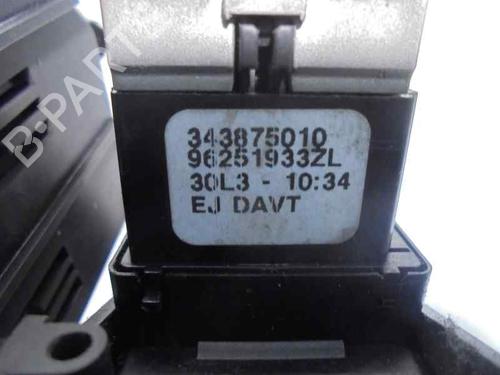 B-PART
343875010
96251933ZL
30L3 - 10:34
EJ DAVT